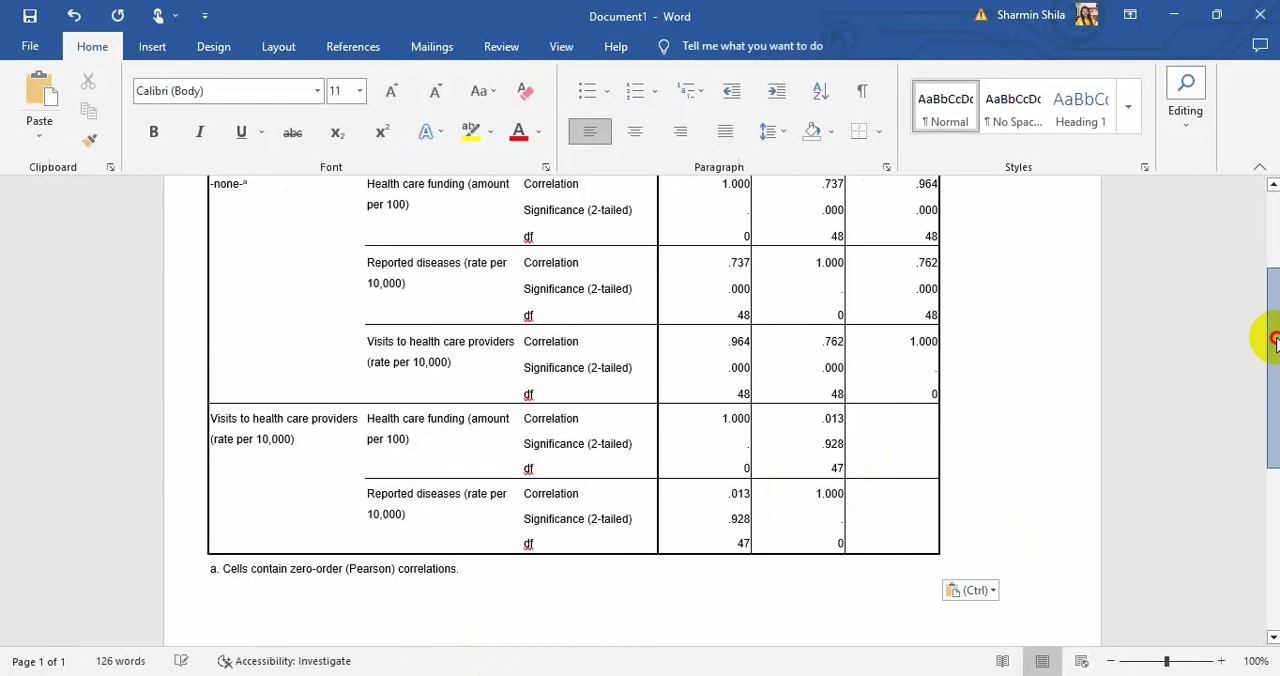 Document1 - Word
Sharmin Shila
File Home Insert Design Layout References Mailings Review View Help Tell me what you want to do
Paste
Clipboard
Calibri (Body) 11
Font
Paragraph
AaBbCcDc AaBbCcDc AaBbCc
¶ Normal ¶ No Spac... Heading 1
Styles
Editing
-none-ᵃ Health care funding (amount Correlation 1.000 .737 .964
per 100) Significance (2-tailed) . .000 .000
df 0 48 48
Reported diseases (rate per Correlation .737 1.000 .762
10,000) Significance (2-tailed) .000 . .000
df 48 0 48
Visits to health care providers Correlation .964 .762 1.000
(rate per 10,000) Significance (2-tailed) .000 .000 .
df 48 48 0
Visits to health care providers Health care funding (amount Correlation 1.000 .013
(rate per 10,000) per 100) Significance (2-tailed) . .928
df 0 47
Reported diseases (rate per Correlation .013 1.000
10,000) Significance (2-tailed) .928 .
df 47 0
a. Cells contain zero-order (Pearson) correlations.
(Ctrl)
Page 1 of 1 126 words Accessibility: Investigate 100%